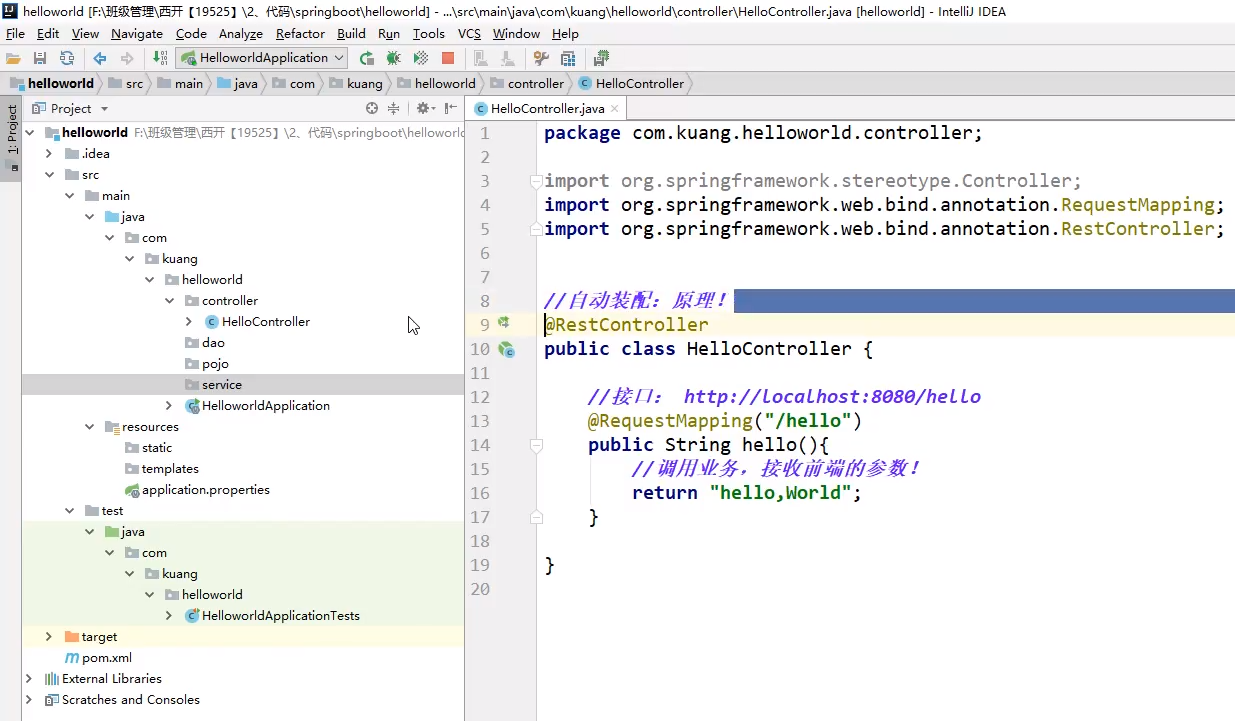 helloworld [F:\班级管理\西开【19525】\2、代码\springboot\helloworld] - ...\src\main\java\com\kuang\helloworld\controller\HelloController.java [helloworld] - IntelliJ IDEA
File Edit View Navigate Code Analyze Refactor Build Run Tools VCS Window Help
HelloworldApplication
helloworld src main java com kuang helloworld controller HelloController
1: Project
Project
helloworld F:\班级管理\西开【19525】\2、代码\springboot\helloworld
.idea
src
main
java
com
kuang
helloworld
controller
HelloController
dao
pojo
service
HelloworldApplication
resources
static
templates
application.properties
test
java
com
kuang
helloworld
HelloworldApplicationTests
target
pom.xml
External Libraries
Scratches and Consoles
HelloController.java
1 package com.kuang.helloworld.controller;
2
3 import org.springframework.stereotype.Controller;
4 import org.springframework.web.bind.annotation.RequestMapping;
5 import org.springframework.web.bind.annotation.RestController;
6
7
8 //自动装配：原理！
9 @RestController
10 public class HelloController {
11
12 //接口： http://localhost:8080/hello
13 @RequestMapping("/hello")
14 public String hello(){
15 //调用业务，接收前端的参数！
16 return "hello,World";
17 }
18
19 }
20